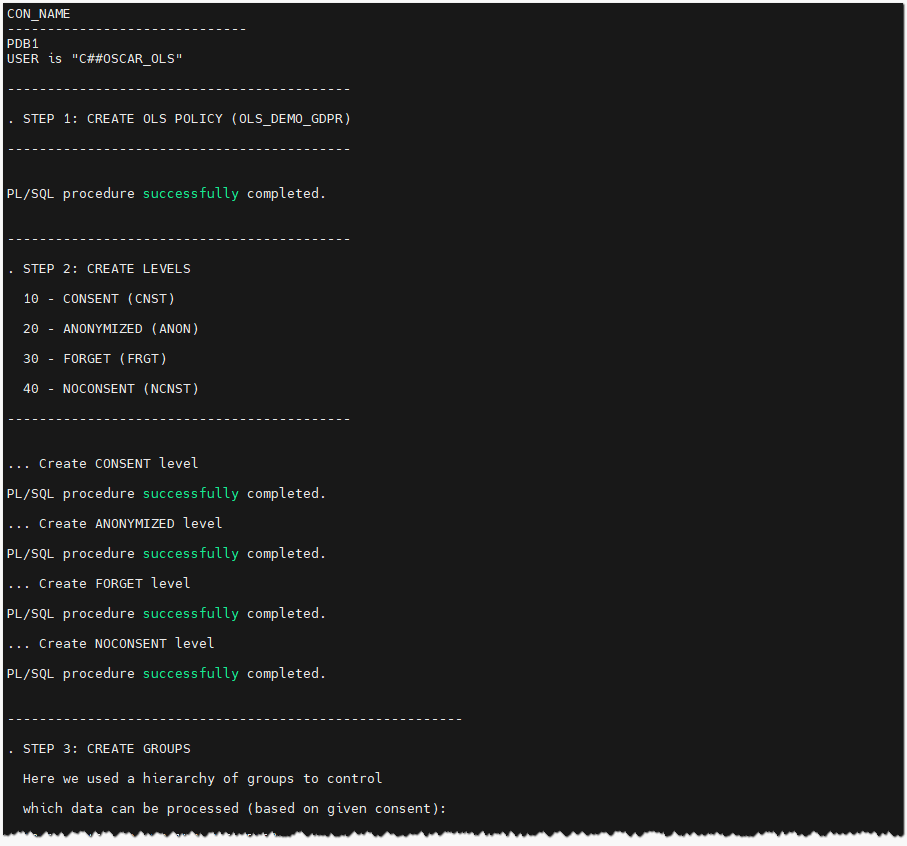 CON_NAME
------------------------------
PDB1
USER is "C##OSCAR_OLS"
-------------------------------------------
. STEP 1: CREATE OLS POLICY (OLS_DEMO_GDPR)
-------------------------------------------
PL/SQL procedure successfully completed.
-------------------------------------------
. STEP 2: CREATE LEVELS
10 - CONSENT (CNST)
20 - ANONYMIZED (ANON)
30 - FORGET (FRGT)
40 - NOCONSENT (NCNST)
-------------------------------------------
... Create CONSENT level
PL/SQL procedure successfully completed.
... Create ANONYMIZED level
PL/SQL procedure successfully completed.
... Create FORGET level
PL/SQL procedure successfully completed.
... Create NOCONSENT level
PL/SQL procedure successfully completed.
---------------------------------------------------------
. STEP 3: CREATE GROUPS
Here we used a hierarchy of groups to control
which data can be processed (based on given consent):